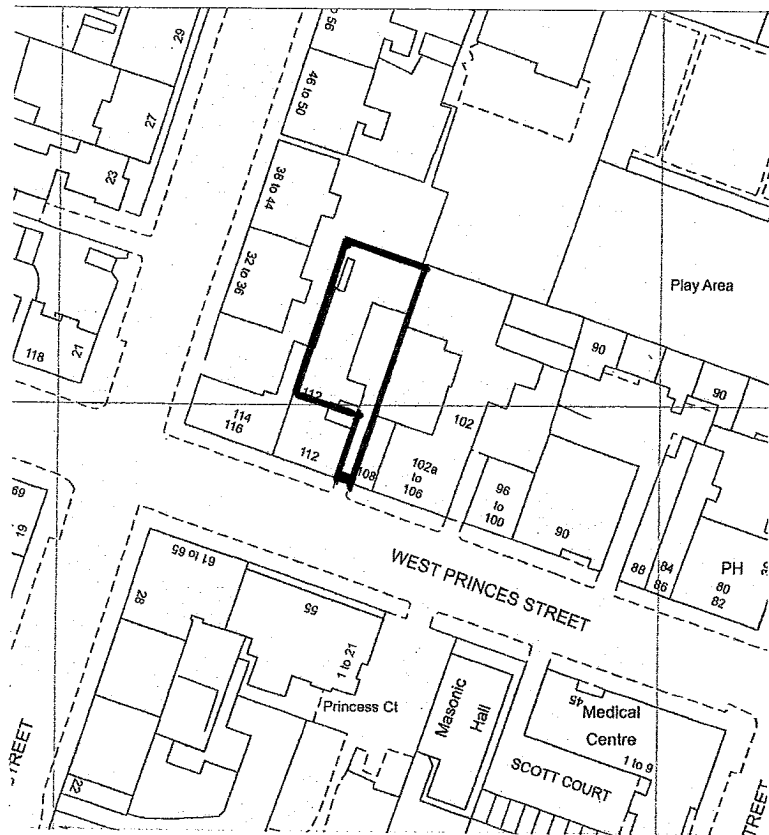 29
27
23
56
46 to 50
38 to 44
32 to 36
Play Area
118
21
112
114
116
112
108
102a
to
106
102
96
to
100
90
90
90
88
84
86
PH
80
82
69
19
WEST PRINCES STREET
61 to 65
28
55
1 to 21
Princess Ct
Masonic
Hall
45
Medical
Centre
1 to 9
SCOTT COURT
22
STREET